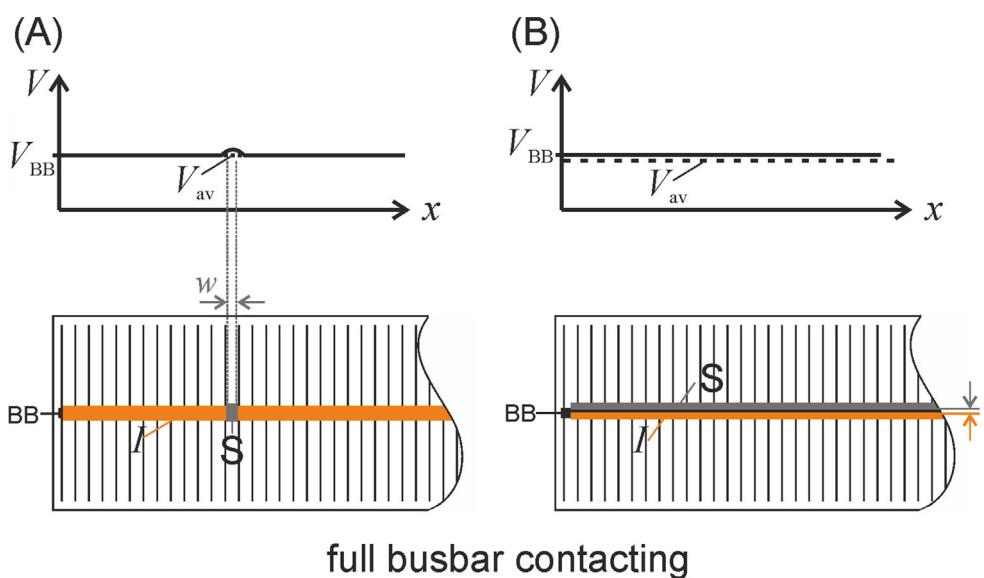 (A)
V
V_BB
V_av
x
w
BB
I
S
(B)
V
V_BB
V_av
x
S
BB
I
full busbar contacting